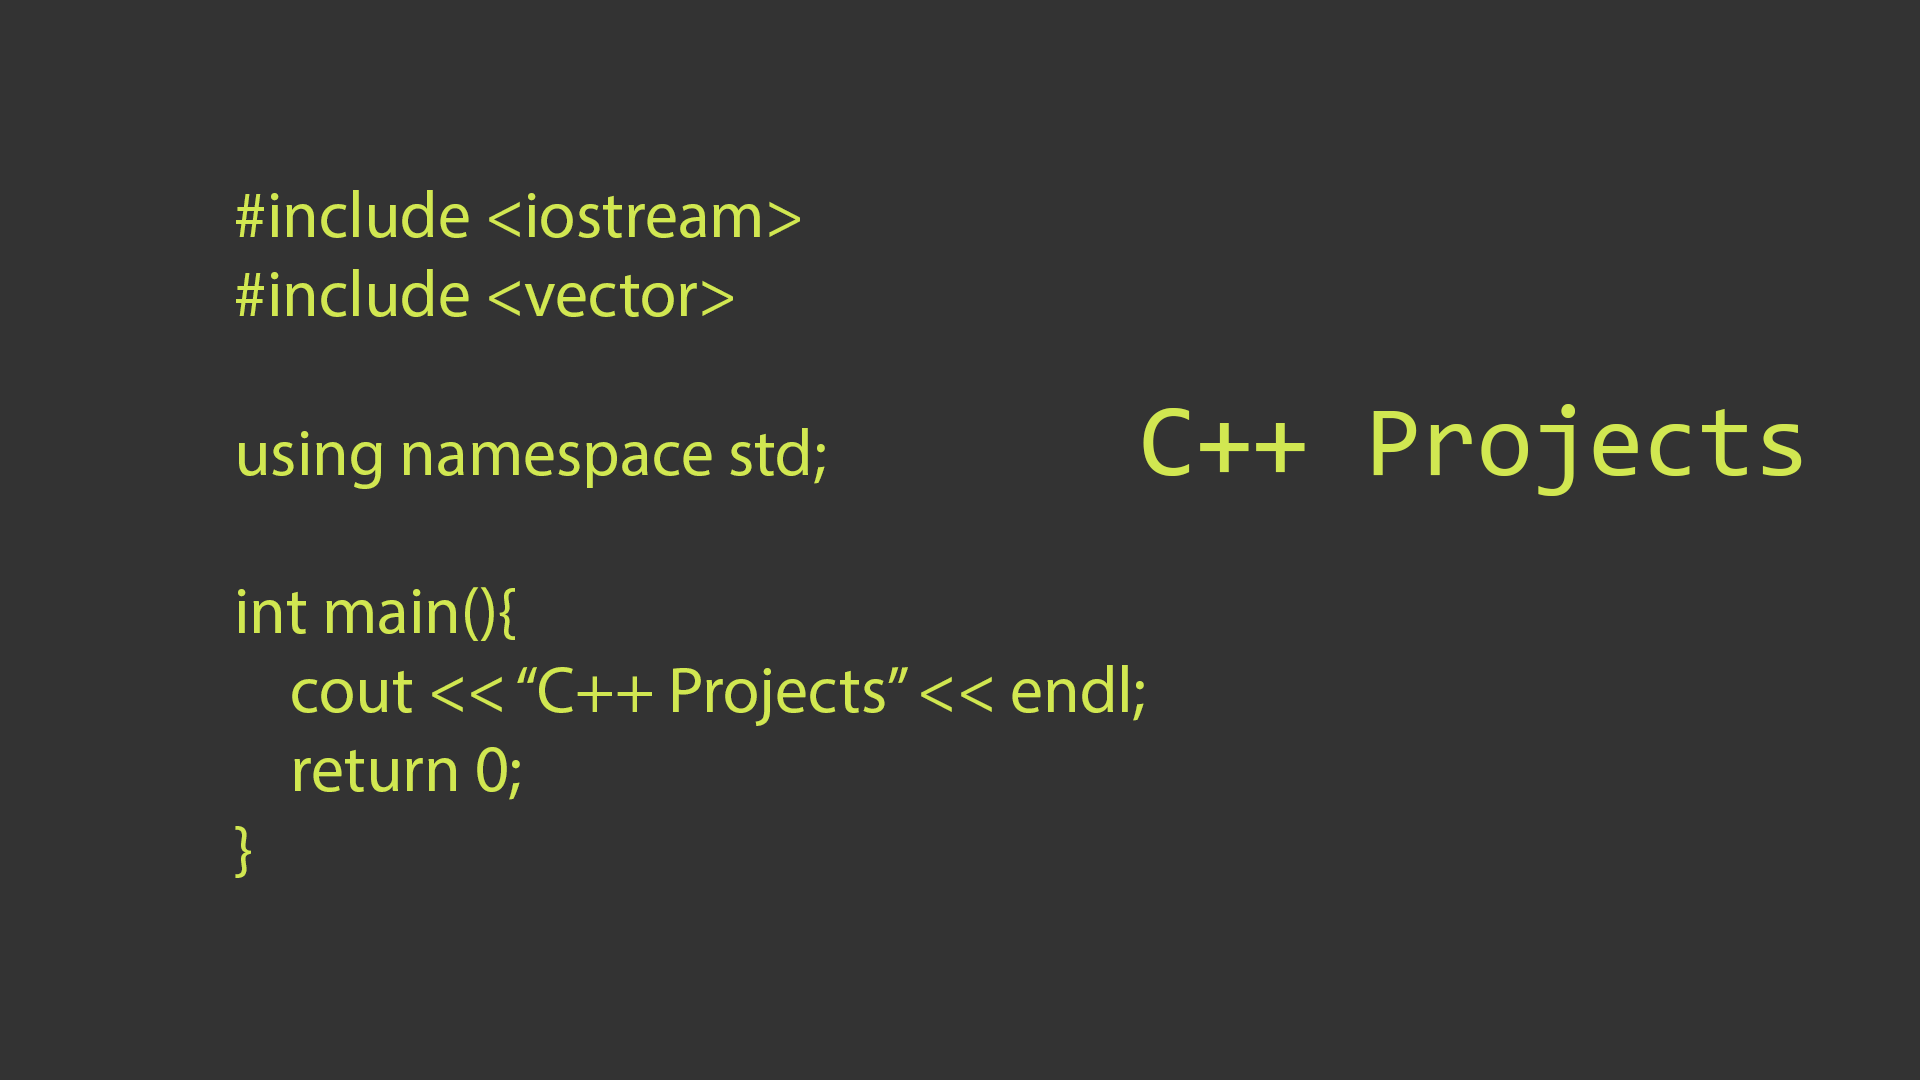 #include <iostream>
#include <vector>
using namespace std;
int main(){
cout << “C++ Projects” << endl;
return 0;
}
C++ Projects